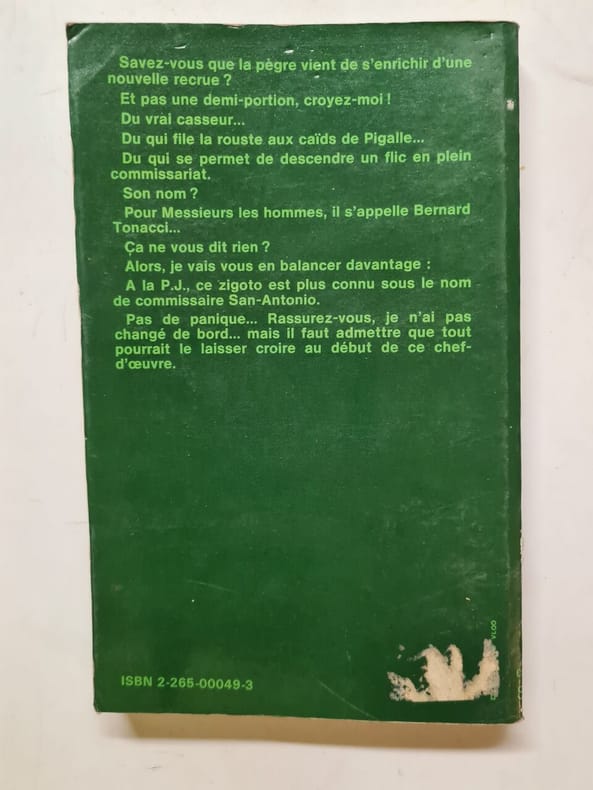 Savez-vous que la pègre vient de s'enrichir d'une
nouvelle recrue ?
Et pas une demi-portion, croyez-moi !
Du vrai casseur...
Du qui file la rouste aux caïds de Pigalle...
Du qui se permet de descendre un flic en plein
commissariat.
Son nom ?
Pour Messieurs les hommes, il s'appelle Bernard
Tonacci...
Ça ne vous dit rien ?
Alors, je vais vous en balancer davantage :
A la P.J., ce zigoto est plus connu sous le nom
de commissaire San-Antonio.
Pas de panique... Rassurez-vous, je n'ai pas
changé de bord... mais il faut admettre que tout
pourrait le laisser croire au début de ce chef-
d'œuvre.
ISBN 2-265-00049-3